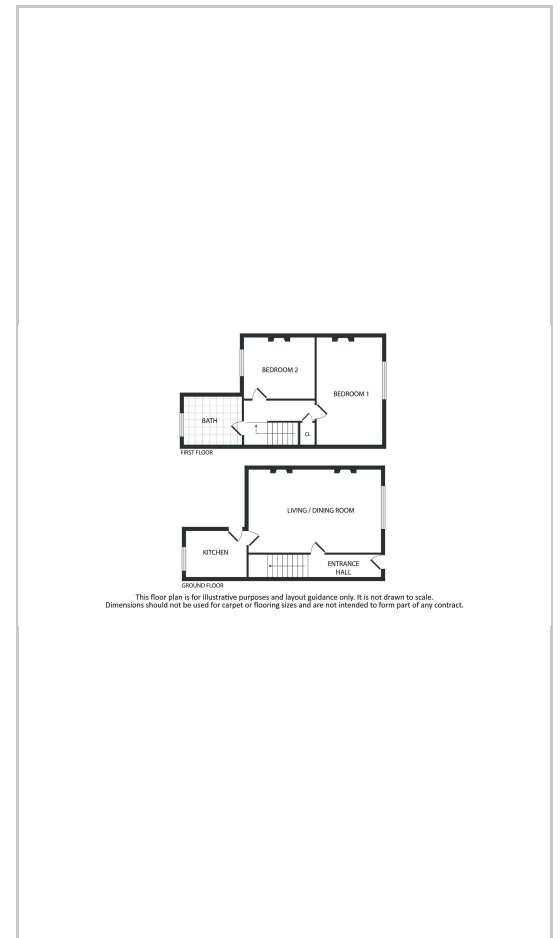 BEDROOM 2
BEDROOM 1
BATH
CL
FIRST FLOOR
LIVING / DINING ROOM
KITCHEN
ENTRANCE
HALL
GROUND FLOOR
This floor plan is for illustrative purposes and layout guidance only. It is not drawn to scale.
Dimensions should not be used for carpet or flooring sizes and are not intended to form part of any contract.